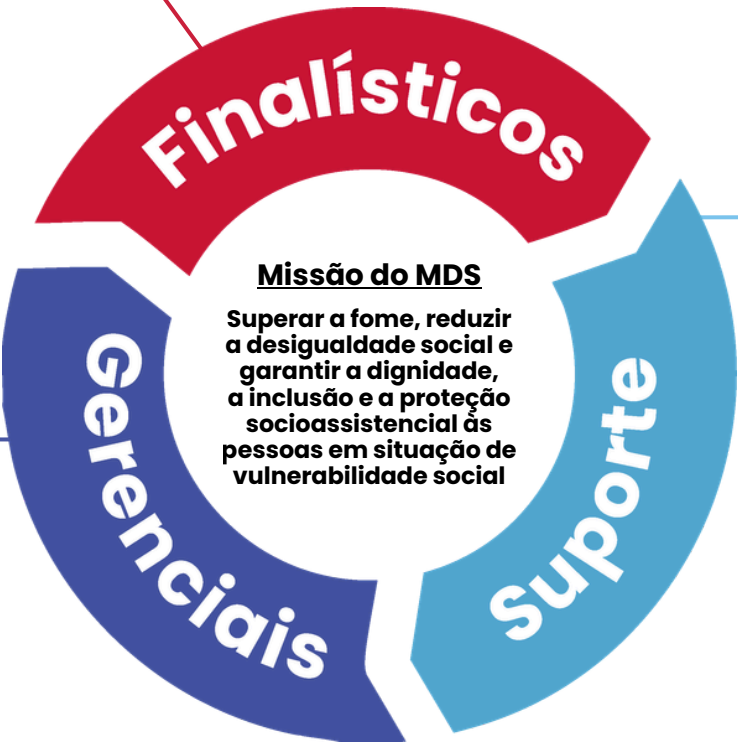 Finalísticos
Missão do MDS
Superar a fome, reduzir
a desigualdade social e
garantir a dignidade,
a inclusão e a proteção
socioassistencial às
pessoas em situação de
vulnerabilidade social
Gerenciais
Suporte